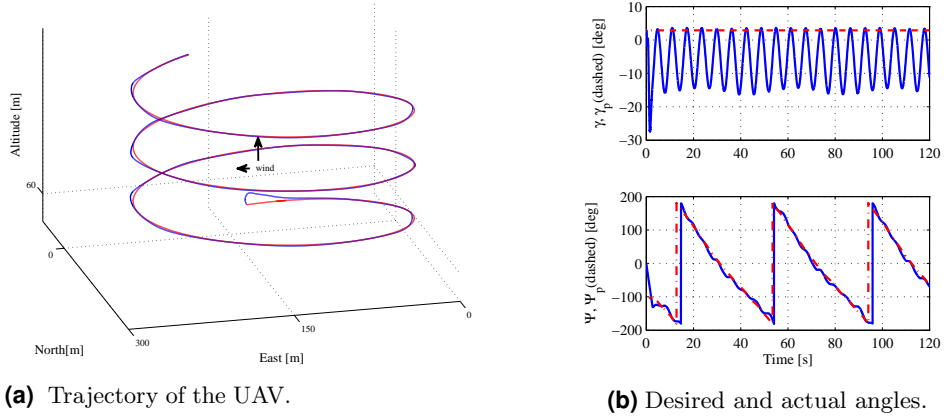 Altitude [m]
60
0
wind
North[m]
300
150
0
East [m]
(a) Trajectory of the UAV.
γ, γp(dashed) [deg]
10
0
−10
−20
−30
0 20 40 60 80 100 120
Ψ, Ψp(dashed) [deg]
200
100
0
−100
−200
0 20 40 60 80 100 120
Time [s]
(b) Desired and actual angles.